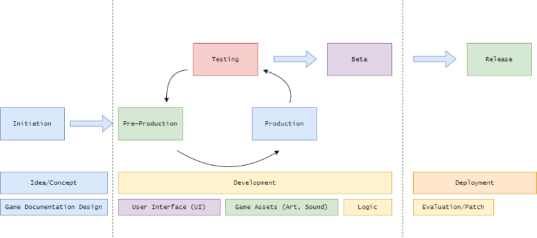 Testing
Beta
Release
Initiation
Pre-Production
Production
Idea/Concept
Development
Deployment
Game Documentation Design
User Interface (UI)
Game Assets (Art, Sound)
Logic
Evaluation/Patch